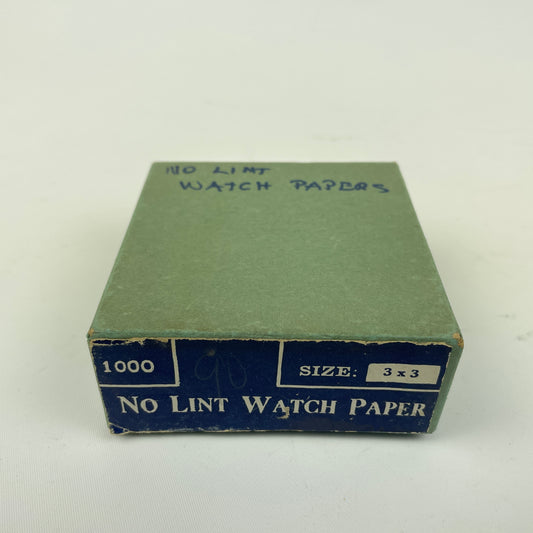 NO LINT
WATCH PAPERS
1000
90
SIZE: 3 x 3
NO LINT WATCH PAPER